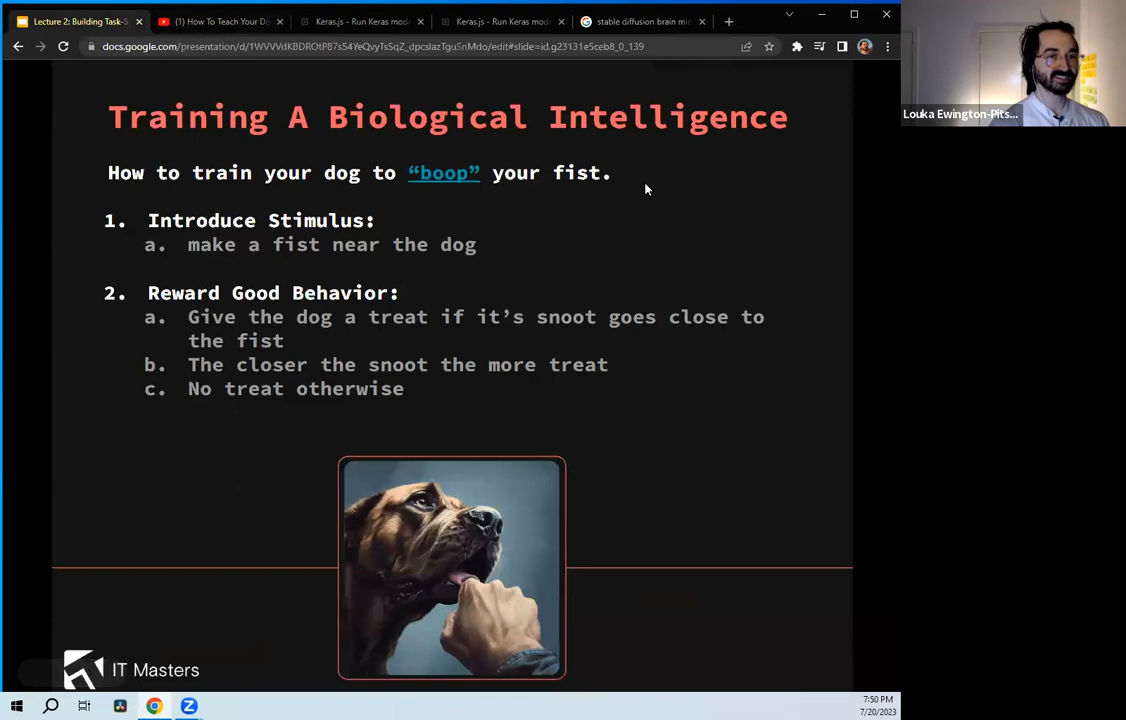 Lecture 2: Building Task-S
(1) How To Teach Your Do
Keras.js - Run Keras mod
Keras.js - Run Keras mod
stable diffusion brain mi
Louka Ewington-Pits...
Training A Biological Intelligence
How to train your dog to “boop” your fist.
1. Introduce Stimulus:
a. make a fist near the dog
2. Reward Good Behavior:
a. Give the dog a treat if it’s snoot goes close to
the fist
b. The closer the snoot the more treat
c. No treat otherwise
IT Masters
7:50 PM
7/20/2023